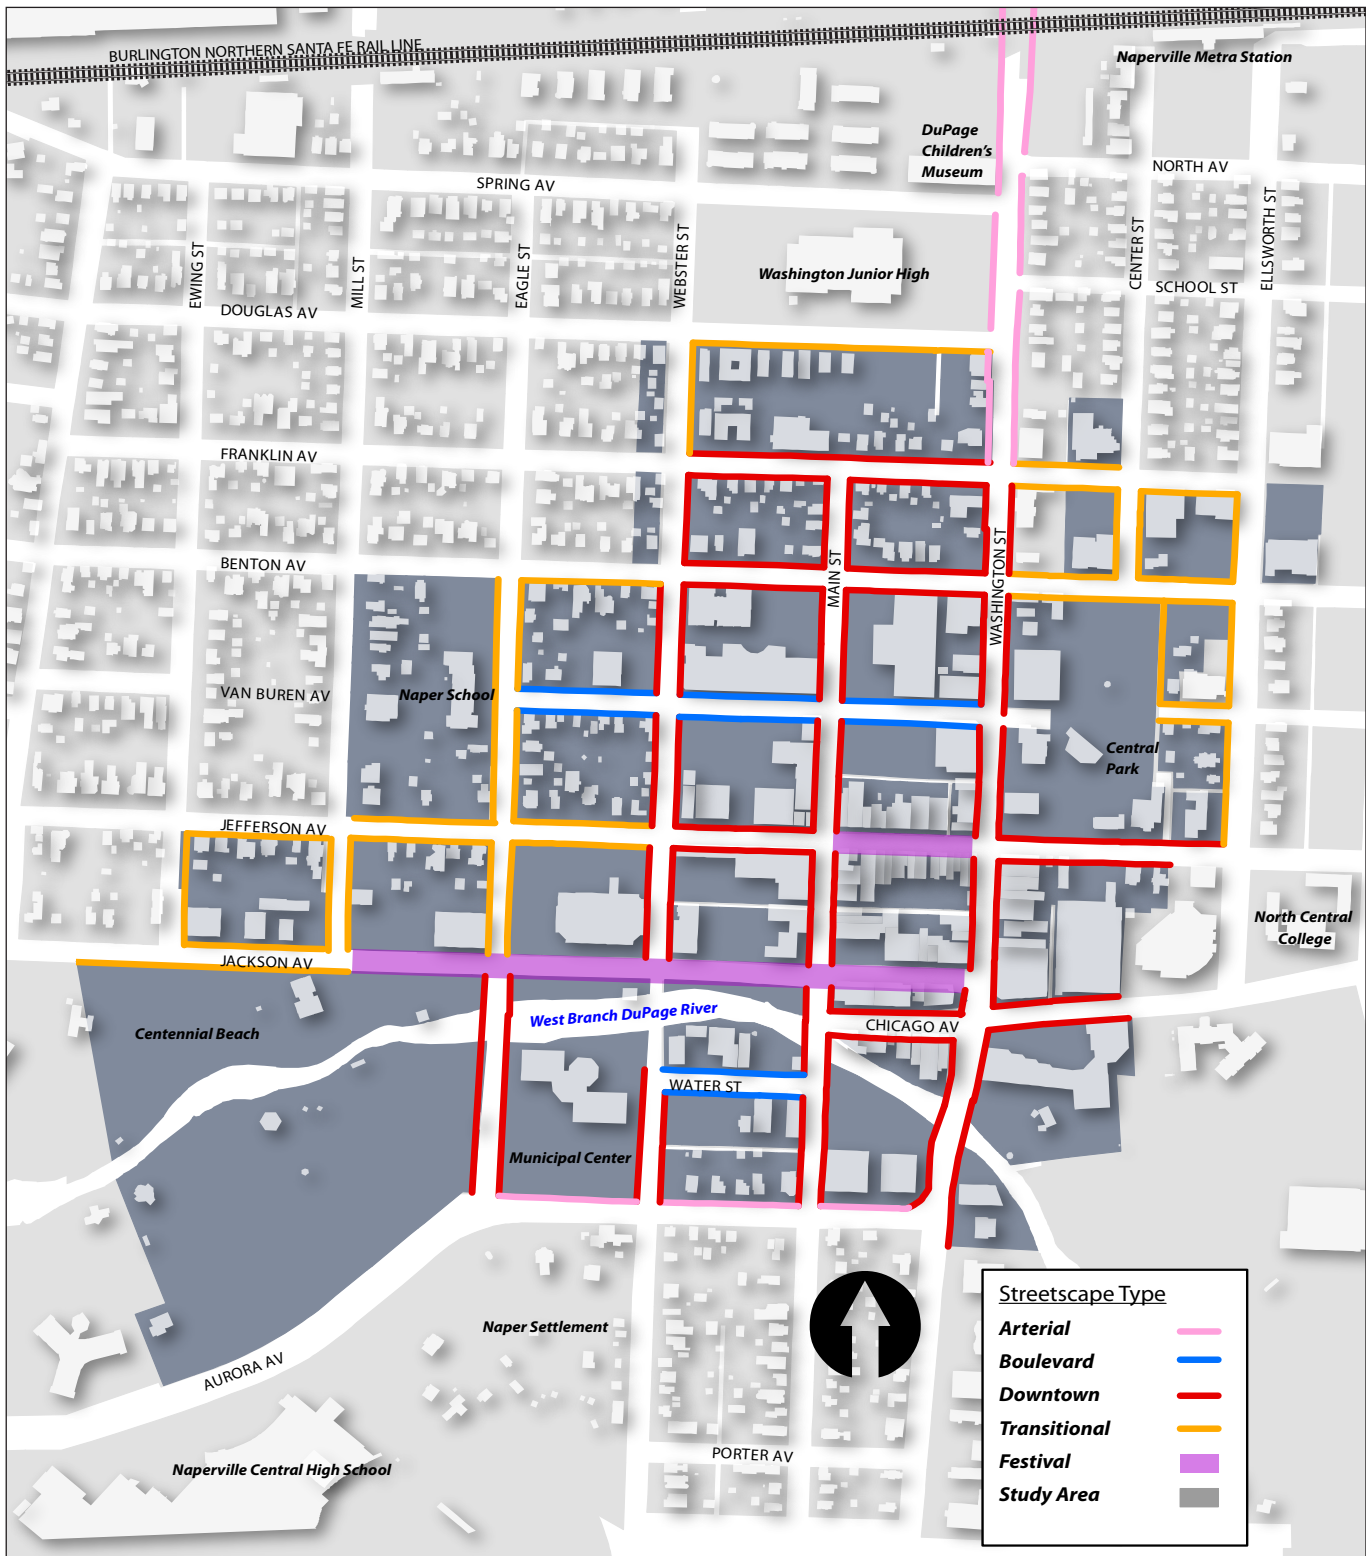 BURLINGTON NORTHERN SANTA FE RAIL LINE
Naperville Metra Station
DuPage
Children's
Museum
NORTH AV
SPRING AV
EWING ST
MILL ST
EAGLE ST
WEBSTER ST
CENTER ST
ELLSWORTH ST
Washington Junior High
SCHOOL ST
DOUGLAS AV
FRANKLIN AV
MAIN ST
WASHINGTON ST
BENTON AV
VAN BUREN AV
Naper School
Central
Park
JEFFERSON AV
North Central
College
JACKSON AV
West Branch DuPage River
CHICAGO AV
Centennial Beach
WATER ST
Municipal Center
Naper Settlement
AURORA AV
PORTER AV
Naperville Central High School
Streetscape Type
Arterial
Boulevard
Downtown
Transitional
Festival
Study Area